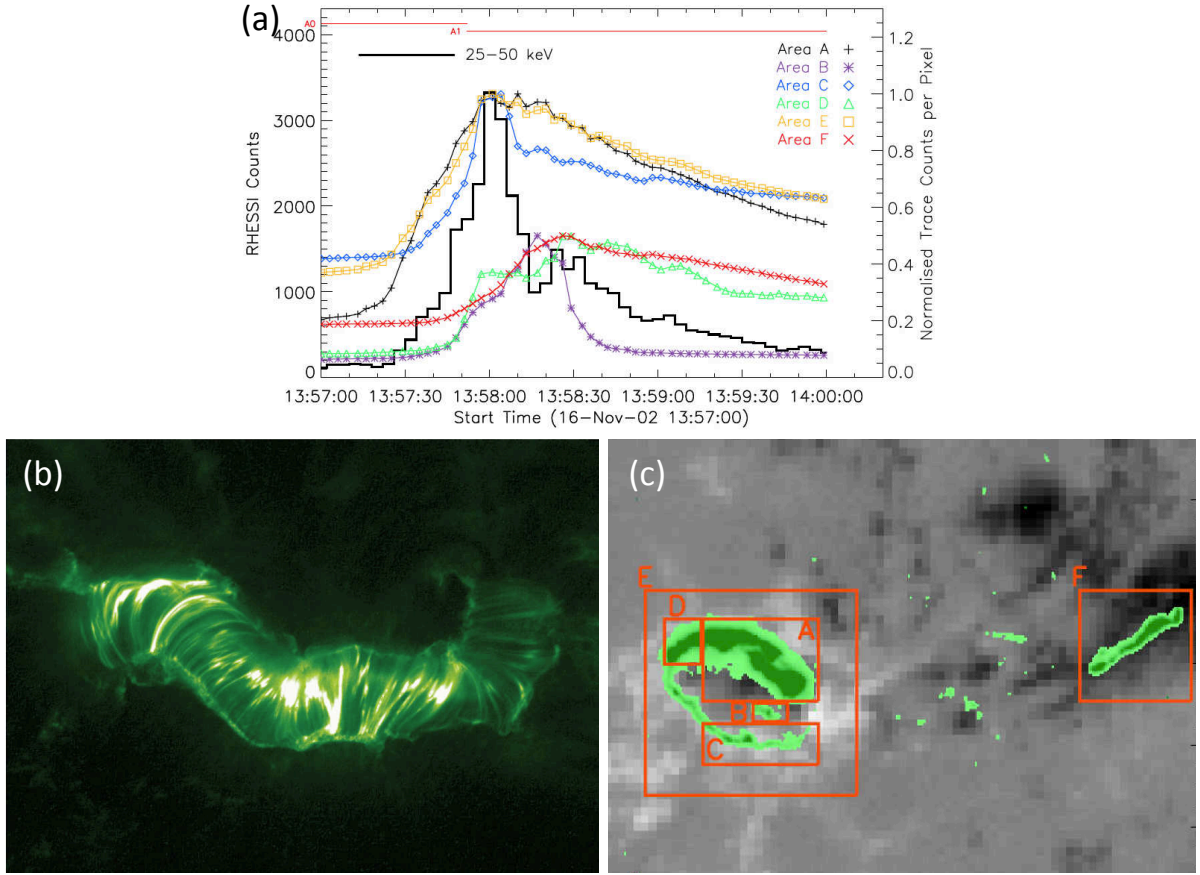 (a)
A0
A1
25−50 keV
Area A +
Area B ✳
Area C ◇
Area D △
Area E □
Area F ×
4000
3000
2000
1000
0
RHESSI Counts
1.2
1.0
0.8
0.6
0.4
0.2
0.0
Normalised Trace Counts per Pixel
13:57:00 13:57:30 13:58:00 13:58:30 13:59:00 13:59:30 14:00:00
Start Time (16−Nov−02 13:57:00)
(b)
(c)
E
F
D
A
B
C